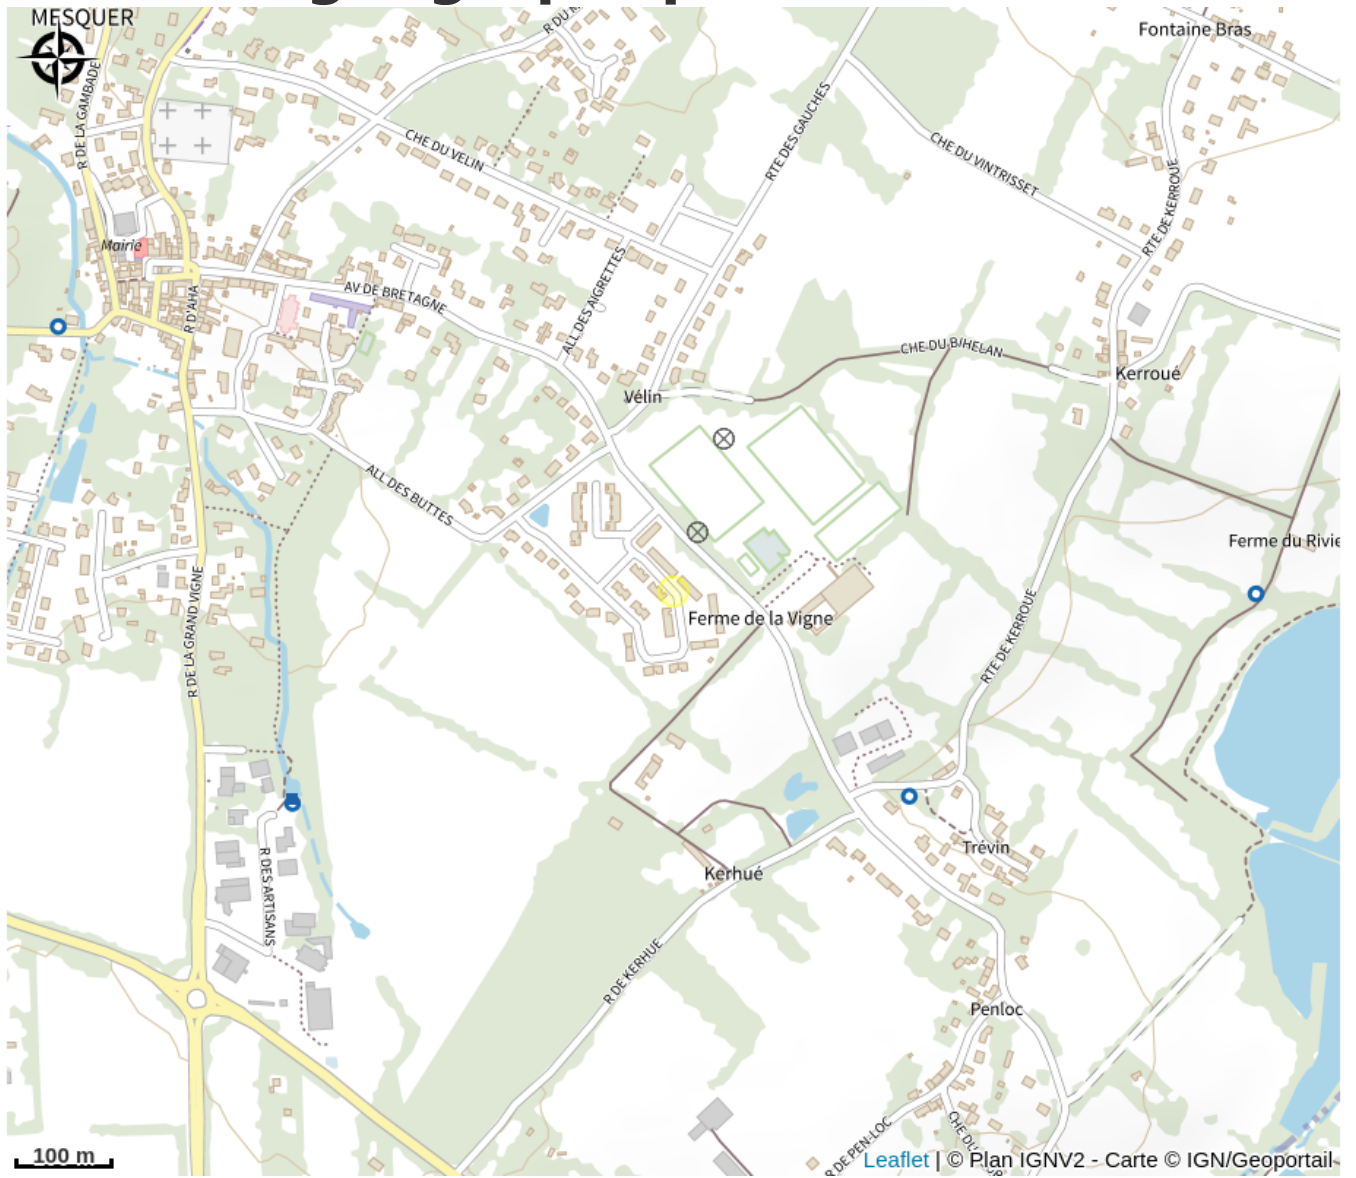 MESQUER
Fontaine Bras
R DE LA GAMBADE
CHE DU VELIN
RTE DES GAUCHES
CHE DU VINTRISSET
RTE DE KERROUE
Mairie
AV DE BRETAGNE
R D'AHA
ALL DES AIGRETTES
CHE DU BIHELAN
Kerroué
Vélin
ALL DES BUTTES
Ferme du Rivie
R DE LA GRAND VIGNE
Ferme de la Vigne
RTE DE KERROUE
Trévin
R DES ARTISANS
Kerhué
R DE KERHUE
Penloc
R DE PEN-LOC
100 m
Leaflet | © Plan IGNV2 - Carte © IGN/Geoportail